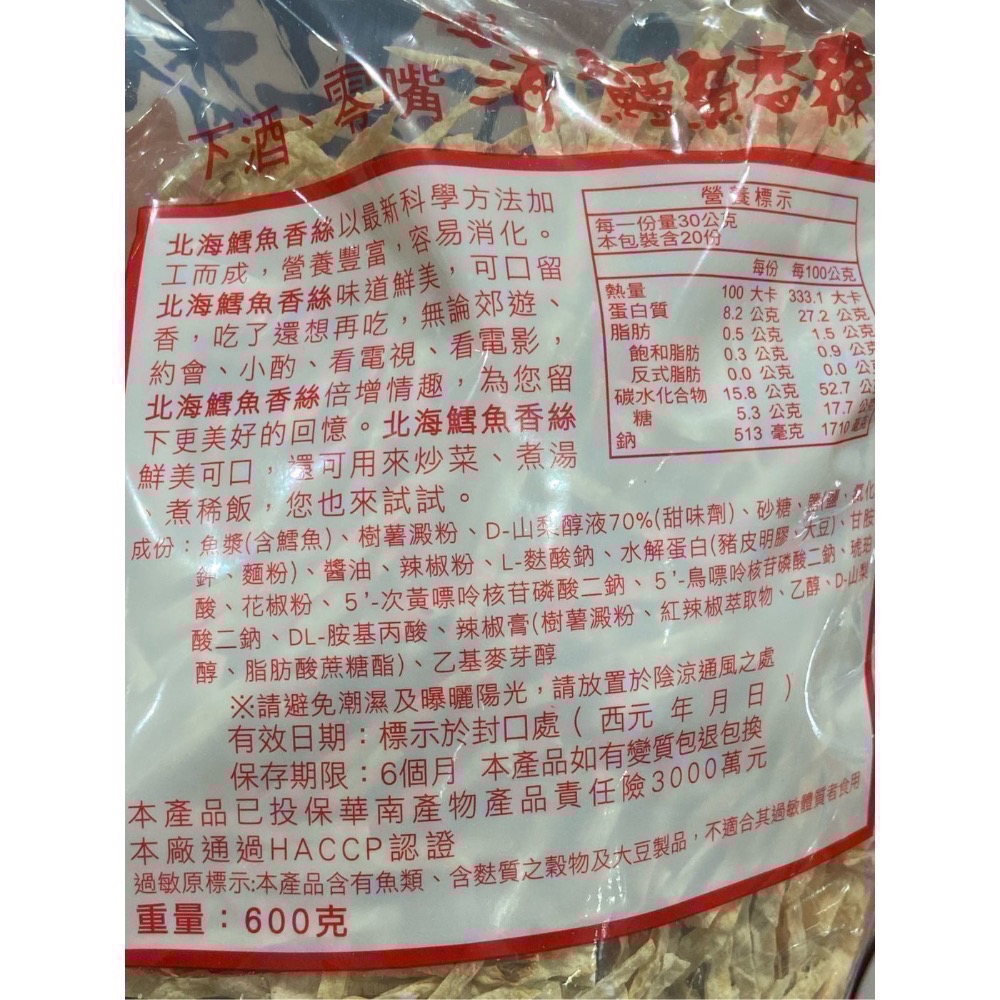 下酒、零嘴 海 鱈魚香絲
北海鱈魚香絲以最新科學方法加
工而成，營養豐富，容易消化。
北海鱈魚香絲味道鮮美，可口留
香，吃了還想再吃，無論郊遊、
約會、小酌、看電視、看電影，
北海鱈魚香絲倍增情趣，為您留
下更美好的回憶。北海鱈魚香絲
鮮美可口，還可用來炒菜、煮湯
、煮稀飯，您也來試試。
營養標示
每一份量30公克
本包裝含20份
每份 每100公克
熱量 100 大卡 333.1 大卡
蛋白質 8.2 公克 27.2 公克
脂肪 0.5 公克 1.5 公克
飽和脂肪 0.3 公克 0.9 公克
反式脂肪 0.0 公克 0.0 公克
碳水化合物 15.8 公克 52.7 公
糖 5.3 公克 17.7 公克
鈉 513 毫克 1710 毫克
成份：魚漿(含鱈魚)、樹薯澱粉、D-山梨醇液70%(甜味劑)、砂糖、
鉀、麵粉)、醬油、辣椒粉、L-麩酸鈉、水解蛋白(豬皮明膠、大豆)、甘胺
酸、花椒粉、5'-次黃嘌呤核苷磷酸二鈉、5'-鳥嘌呤核苷磷酸二鈉、琥珀
酸二鈉、DL-胺基丙酸、辣椒膏(樹薯澱粉、紅辣椒萃取物、乙醇、D-山梨
醇、脂肪酸蔗糖酯)、乙基麥芽醇
※請避免潮濕及曝曬陽光，請放置於陰涼通風之處
有效日期：標示於封口處（ 西元 年 月 日 ）
保存期限：6個月 本產品如有變質包退包換
本產品已投保華南產物產品責任險3000萬元
本廠通過HACCP認證
過敏原標示:本產品含有魚類、含麩質之穀物及大豆製品，不適合其過敏體質者食用
重量：600克